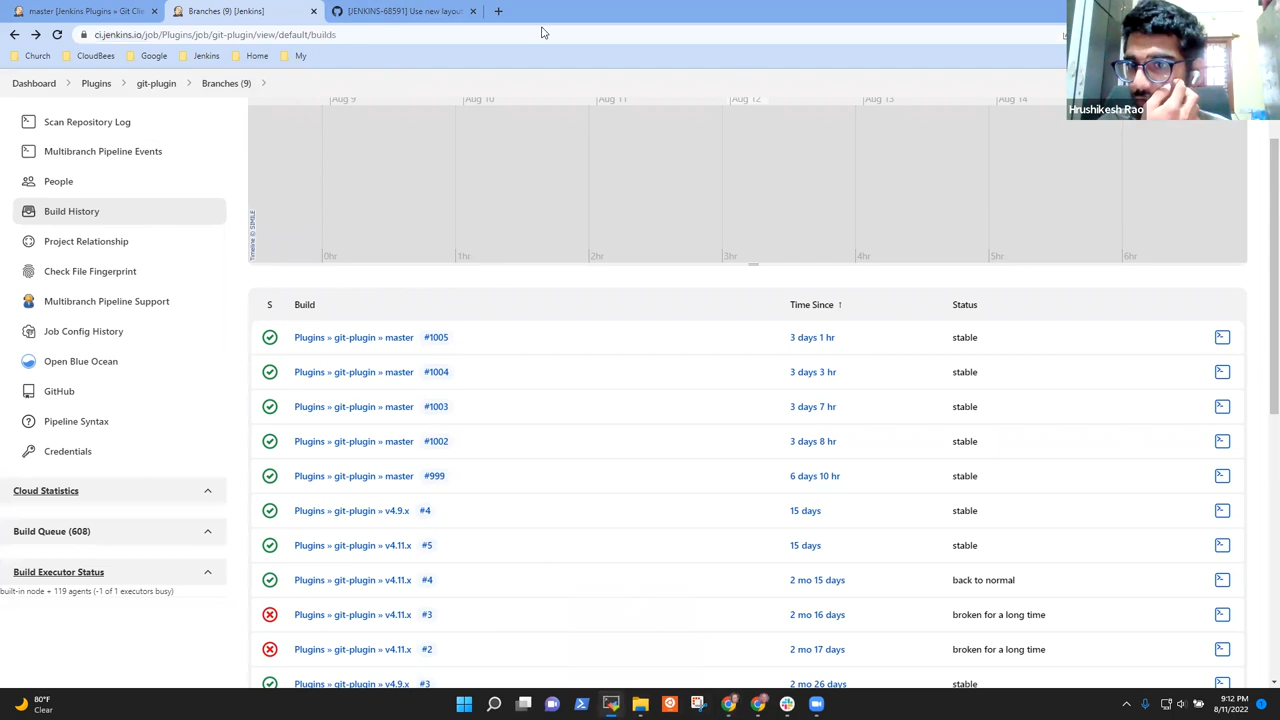 master [Jenkins » Git Clie
Branches (9) [Jenkins]
[JENKINS-68591] Use new layout
ci.jenkins.io/job/Plugins/job/git-plugin/view/default/builds
Church
CloudBees
Google
Jenkins
Home
My
Hrushikesh Rao
Dashboard
Plugins
git-plugin
Branches (9)
Scan Repository Log
Multibranch Pipeline Events
People
Build History
Project Relationship
Check File Fingerprint
Multibranch Pipeline Support
Job Config History
Open Blue Ocean
GitHub
Pipeline Syntax
Credentials
Cloud Statistics
Build Queue (608)
Build Executor Status
built-in node + 119 agents (-1 of 1 executors busy)
Aug 9 Aug 10 Aug 11 Aug 12 Aug 13 Aug 14
Timeline © SIMILE
0hr 1hr 2hr 3hr 4hr 5hr 6hr
S Build Time Since ↑ Status
Plugins » git-plugin » master #1005 3 days 1 hr stable
Plugins » git-plugin » master #1004 3 days 3 hr stable
Plugins » git-plugin » master #1003 3 days 7 hr stable
Plugins » git-plugin » master #1002 3 days 8 hr stable
Plugins » git-plugin » master #999 6 days 10 hr stable
Plugins » git-plugin » v4.9.x #4 15 days stable
Plugins » git-plugin » v4.11.x #5 15 days stable
Plugins » git-plugin » v4.11.x #4 2 mo 15 days back to normal
Plugins » git-plugin » v4.11.x #3 2 mo 16 days broken for a long time
Plugins » git-plugin » v4.11.x #2 2 mo 17 days broken for a long time
Plugins » git-plugin » v4.9.x #3 2 mo 26 days stable
80°F
Clear
9:12 PM
8/11/2022